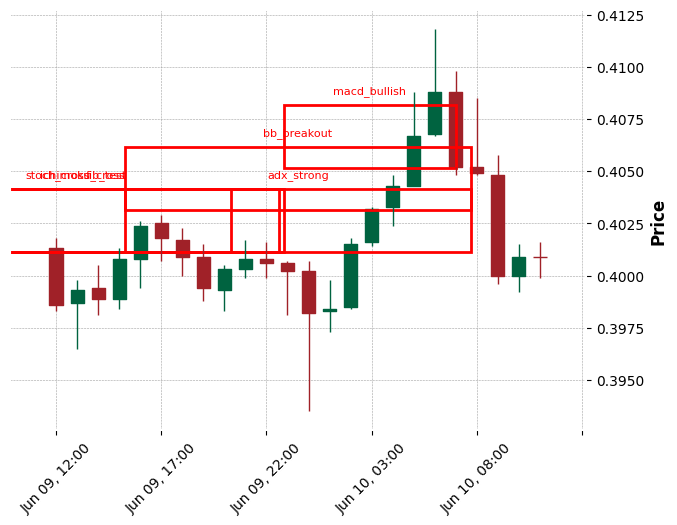 0.4125
0.4100
macd_bullish
0.4075
bb_breakout
0.4050
adx_strong
0.4025
0.4000
0.3975
0.3950
Price
Jun 09, 12:00
Jun 09, 17:00
Jun 09, 22:00
Jun 10, 03:00
Jun 10, 08:00